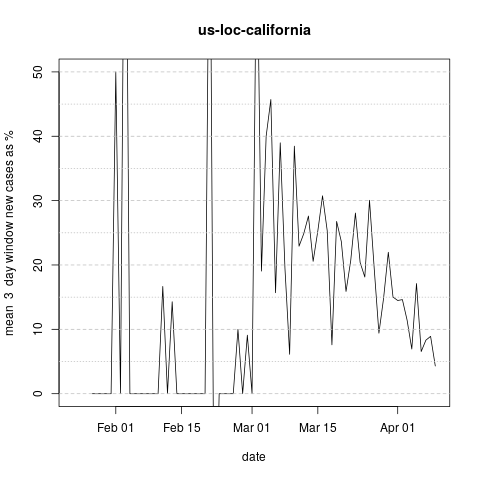 us-loc-california
mean 3 day window new cases as %
50
40
30
20
10
0
Feb 01 Feb 15 Mar 01 Mar 15 Apr 01
date